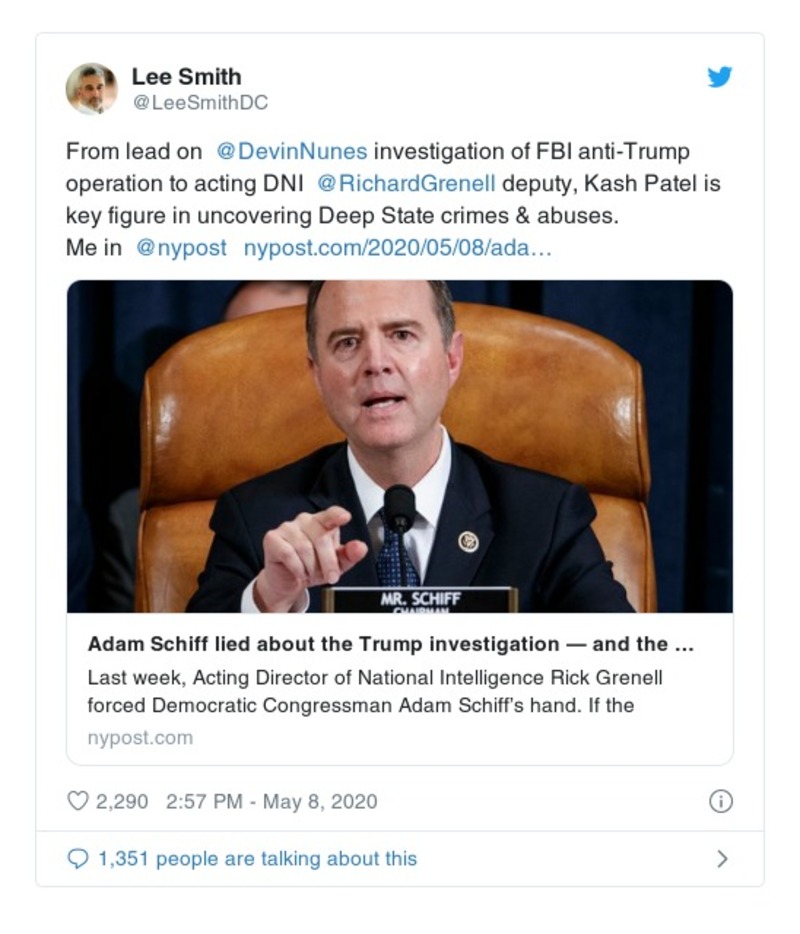 Lee Smith
@LeeSmithDC
From lead on @DevinNunes investigation of FBI anti-Trump
operation to acting DNI @RichardGrenell deputy, Kash Patel is
key figure in uncovering Deep State crimes & abuses.
Me in @nypost nypost.com/2020/05/08/ada…
MR. SCHIFF
CHAIRMAN
Adam Schiff lied about the Trump investigation — and the ...
Last week, Acting Director of National Intelligence Rick Grenell
forced Democratic Congressman Adam Schiff's hand. If the
nypost.com
2,290 2:57 PM - May 8, 2020
1,351 people are talking about this